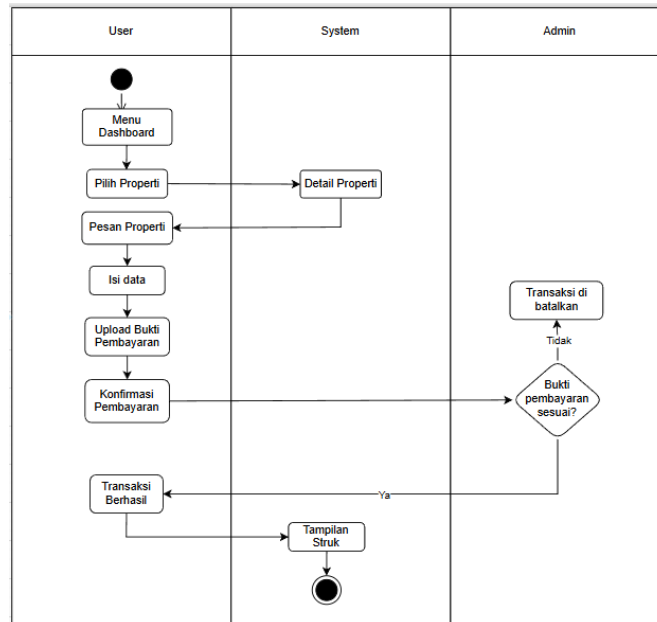 User
System
Admin
Menu
Dashboard
Pilih Properti
Detail Properti
Pesan Properti
Isi data
Upload Bukti
Pembayaran
Konfirmasi
Pembayaran
Transaksi di
batalkan
Tidak
Bukti
pembayaran
sesuai?
Ya
Transaksi
Berhasil
Tampilan
Struk